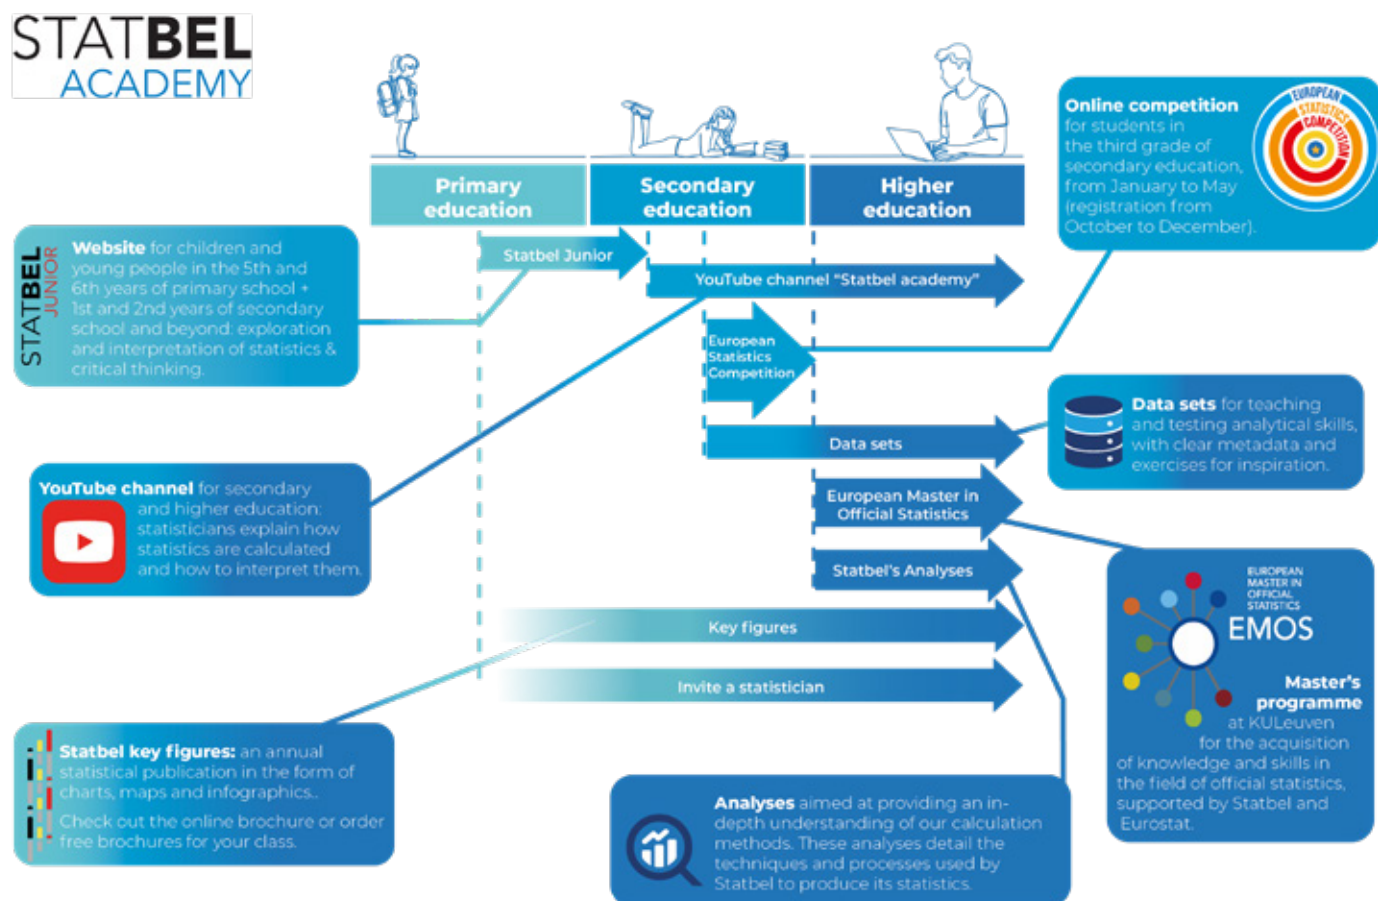 STATBEL
ACADEMY
Primary
education
Secondary
education
Higher
education
Online competition
for students in
the third grade of
secondary education,
from January to May
(registration from
October to December).
EUROPEAN
STATISTICS
COMPETITION
STATBEL
JUNIOR
Website for children and
young people in the 5th and
6th years of primary school +
1st and 2nd years of secondary
school and beyond: exploration
and interpretation of statistics &
critical thinking.
Statbel Junior
YouTube channel “Statbel academy”
European
Statistics
Competition
Data sets
Data sets for teaching
and testing analytical skills,
with clear metadata and
exercises for inspiration.
YouTube channel for secondary
and higher education:
statisticians explain how
statistics are calculated
and how to interpret them.
European Master in
Official Statistics
Statbel's Analyses
Key figures
Invite a statistician
EUROPEAN
MASTER IN
OFFICIAL
STATISTICS
EMOS
Master's
programme
at KULeuven
for the acquisition
of knowledge and skills in
the field of official statistics,
supported by Statbel and
Eurostat.
Statbel key figures: an annual
statistical publication in the form of
charts, maps and infographics..
Check out the online brochure or order
free brochures for your class.
Analyses aimed at providing an in-
depth understanding of our calculation
methods. These analyses detail the
techniques and processes used by
Statbel to produce its statistics.